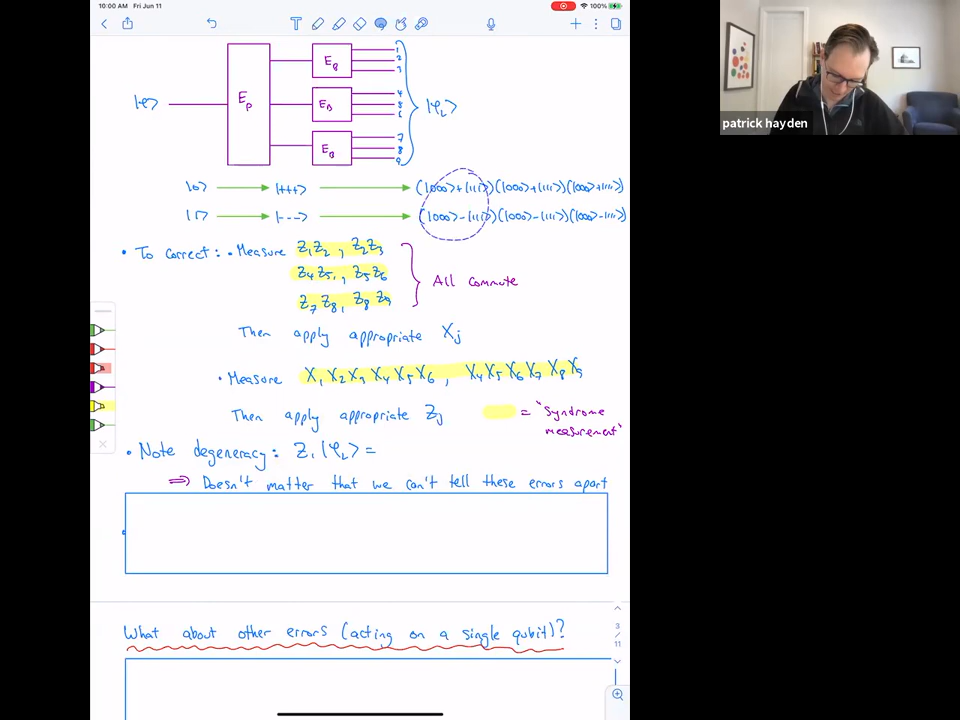 10:00 AM Fri Jun 11
100%
|φ⟩
E_p
E_B 1 2 3
E_B 4 5 6
E_B 7 8 9
|φ_L⟩
|0⟩ → |+++⟩ → (|000⟩+|111⟩)(|000⟩+|111⟩)(|000⟩+|111⟩)
|1⟩ → |---⟩ → (|000⟩-|111⟩)(|000⟩-|111⟩)(|000⟩-|111⟩)
• To correct: • Measure Z₁Z₂, Z₂Z₃
Z₄Z₅, Z₅Z₆
Z₇Z₈, Z₈Z₉
All commute
Then apply appropriate Xj
• Measure X₁X₂X₃X₄X₅X₆, X₄X₅X₆X₇X₈X₉
Then apply appropriate Zj
= "Syndrome
measurement"
• Note degeneracy: Z₁|φ_L⟩ =
⇒ Doesn't matter that we can't tell these errors apart
What about other errors (acting on a single qubit)?
3
/
11
patrick hayden